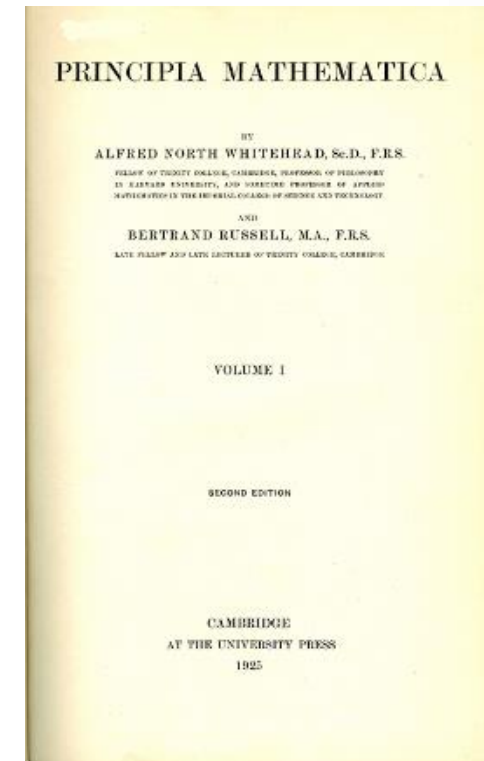 PRINCIPIA MATHEMATICA
BY
ALFRED NORTH WHITEHEAD, Sc.D., F.R.S.
FELLOW OF TRINITY COLLEGE, CAMBRIDGE, PROFESSOR OF PHILOSOPHY
IN HARVARD UNIVERSITY, AND SOMETIME PROFESSOR OF APPLIED
MATHEMATICS IN THE IMPERIAL COLLEGE OF SCIENCE AND TECHNOLOGY
AND
BERTRAND RUSSELL, M.A., F.R.S.
LATE FELLOW AND LATE LECTURER OF TRINITY COLLEGE, CAMBRIDGE
VOLUME I
SECOND EDITION
CAMBRIDGE
AT THE UNIVERSITY PRESS
1925